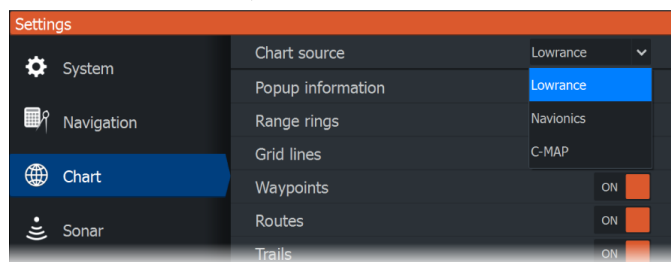 Settings
System
Navigation
Chart
Sonar
Chart source Lowrance
Popup information Lowrance
Range rings Navionics
Grid lines C-MAP
Waypoints ON
Routes ON
Trails ON